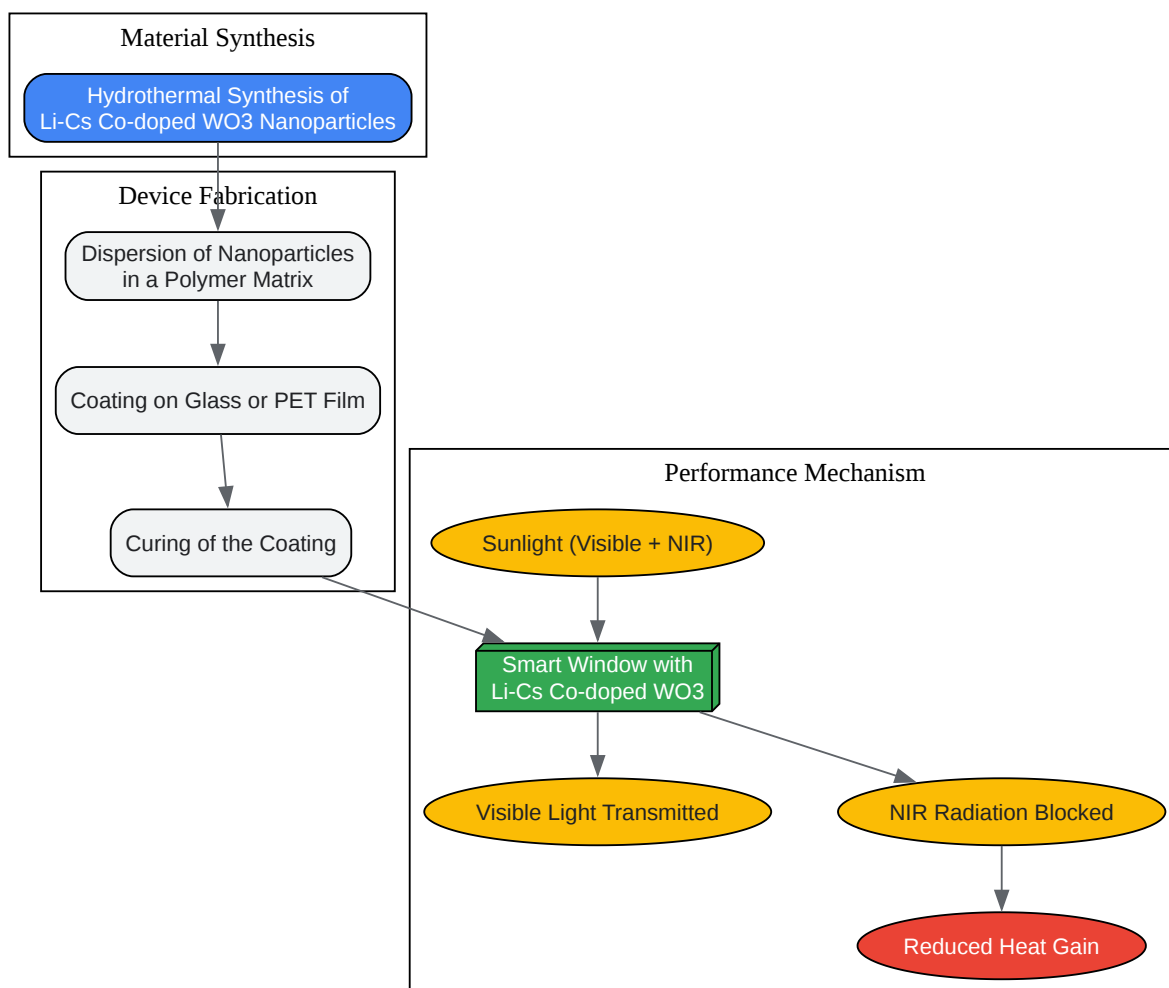 Material Synthesis
Hydrothermal Synthesis of
Li-Cs Co-doped WO3 Nanoparticles
Device Fabrication
Dispersion of Nanoparticles
in a Polymer Matrix
Coating on Glass or PET Film
Curing of the Coating
Performance Mechanism
Sunlight (Visible + NIR)
Smart Window with
Li-Cs Co-doped WO3
Visible Light Transmitted
NIR Radiation Blocked
Reduced Heat Gain